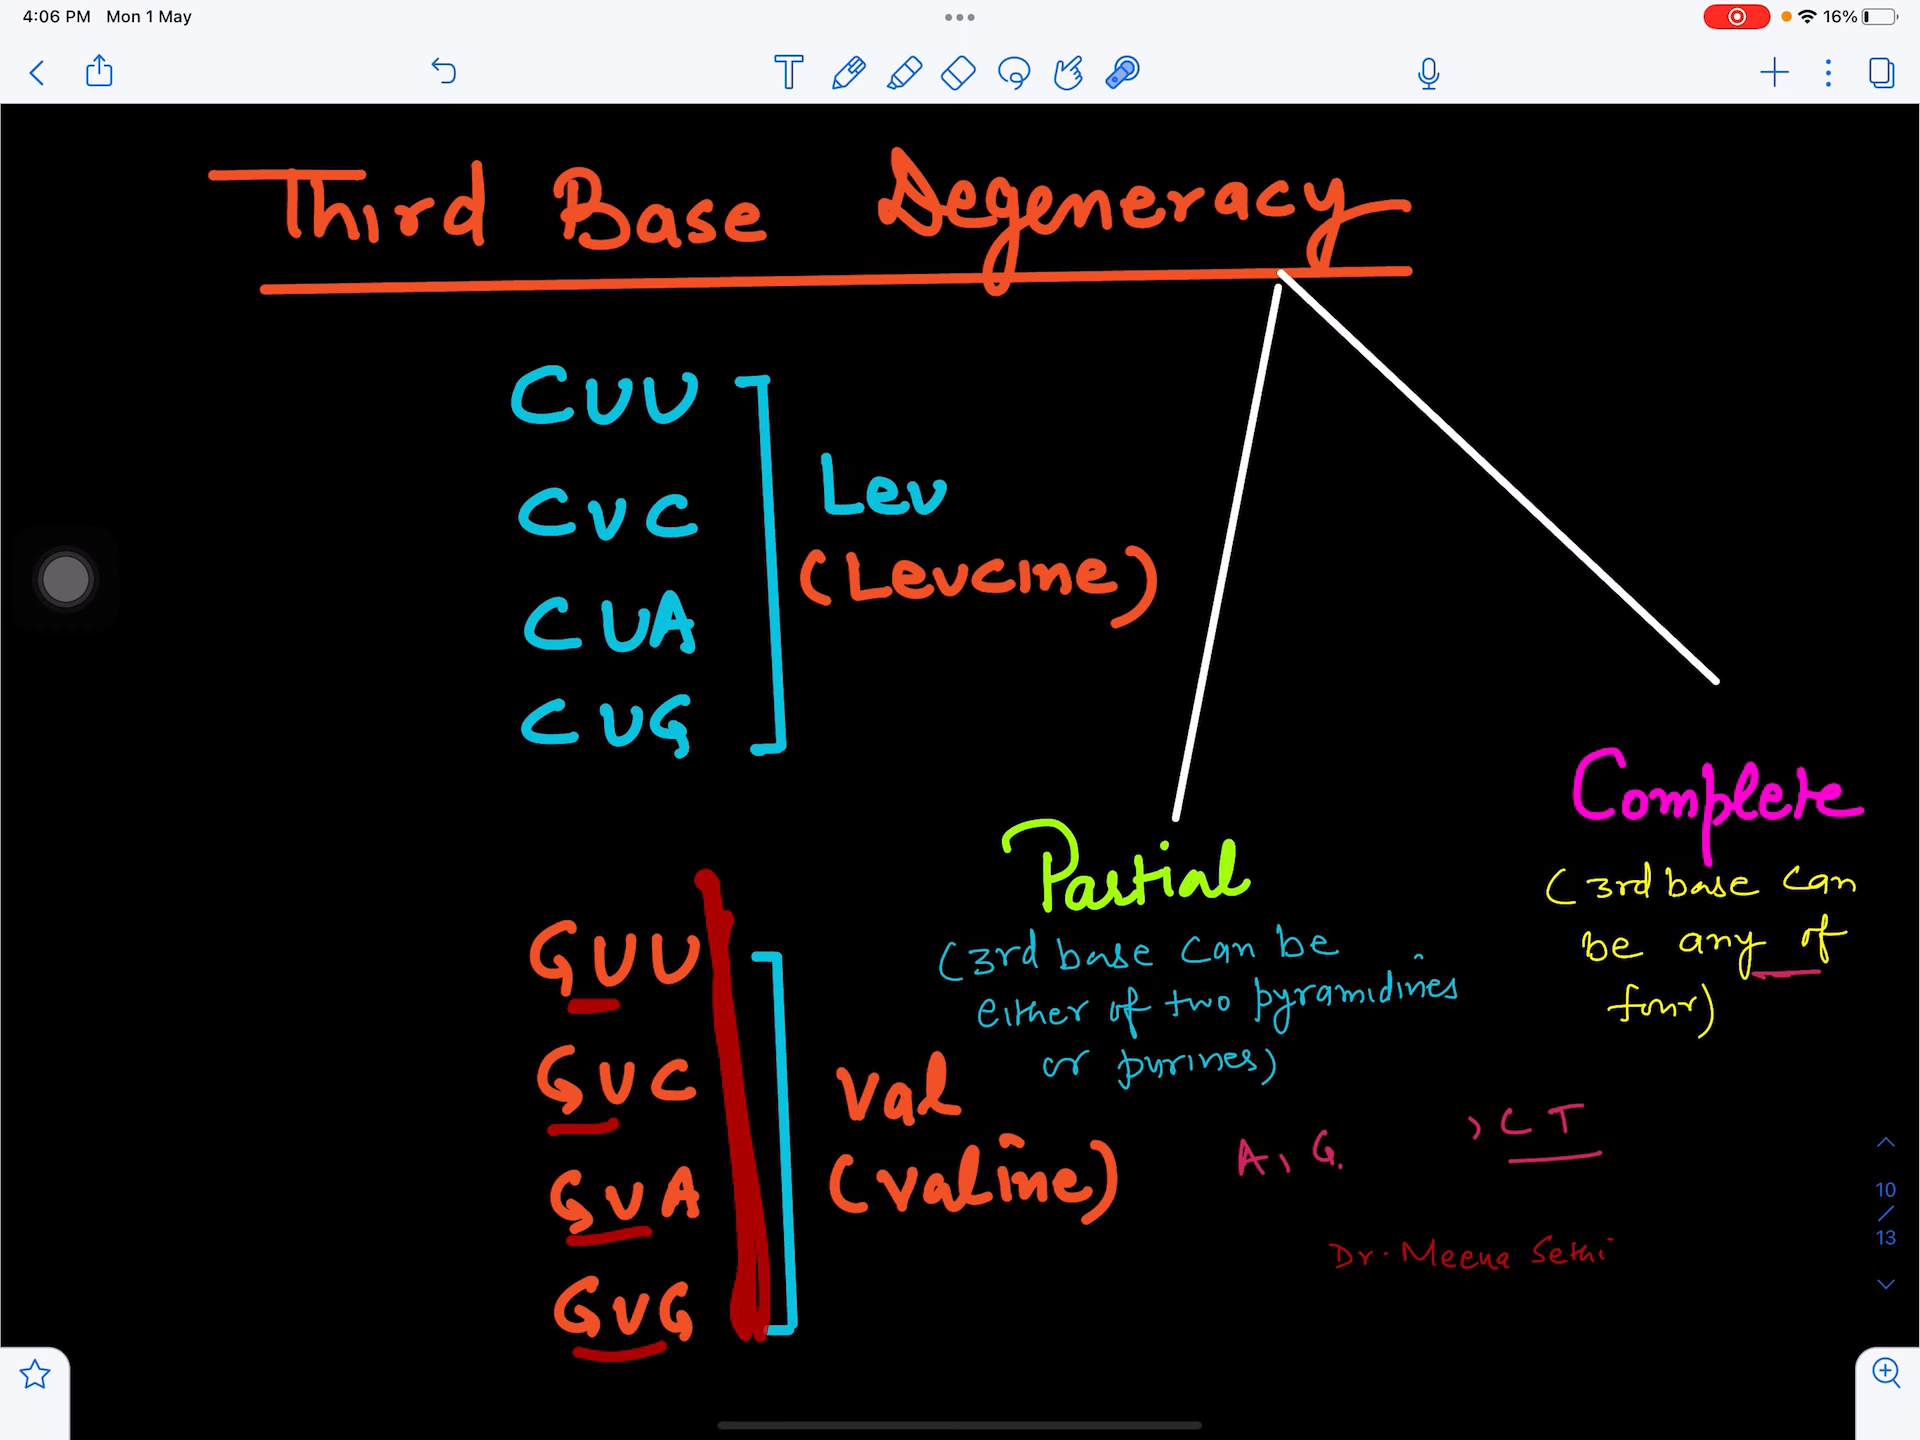 4:06 PM Mon 1 May
16%
Third Base Degeneracy
CUU
CUC
CUA
CUG
Leu
(Leucine)
GUU
GUC
GUA
GUG
Val
(Valine)
Partial
(3rd base can be
either of two pyramidines
or purines)
A, G.
, C T
Complete
(3rd base can
be any of
four)
Dr. Meena Sethi
10
/
13